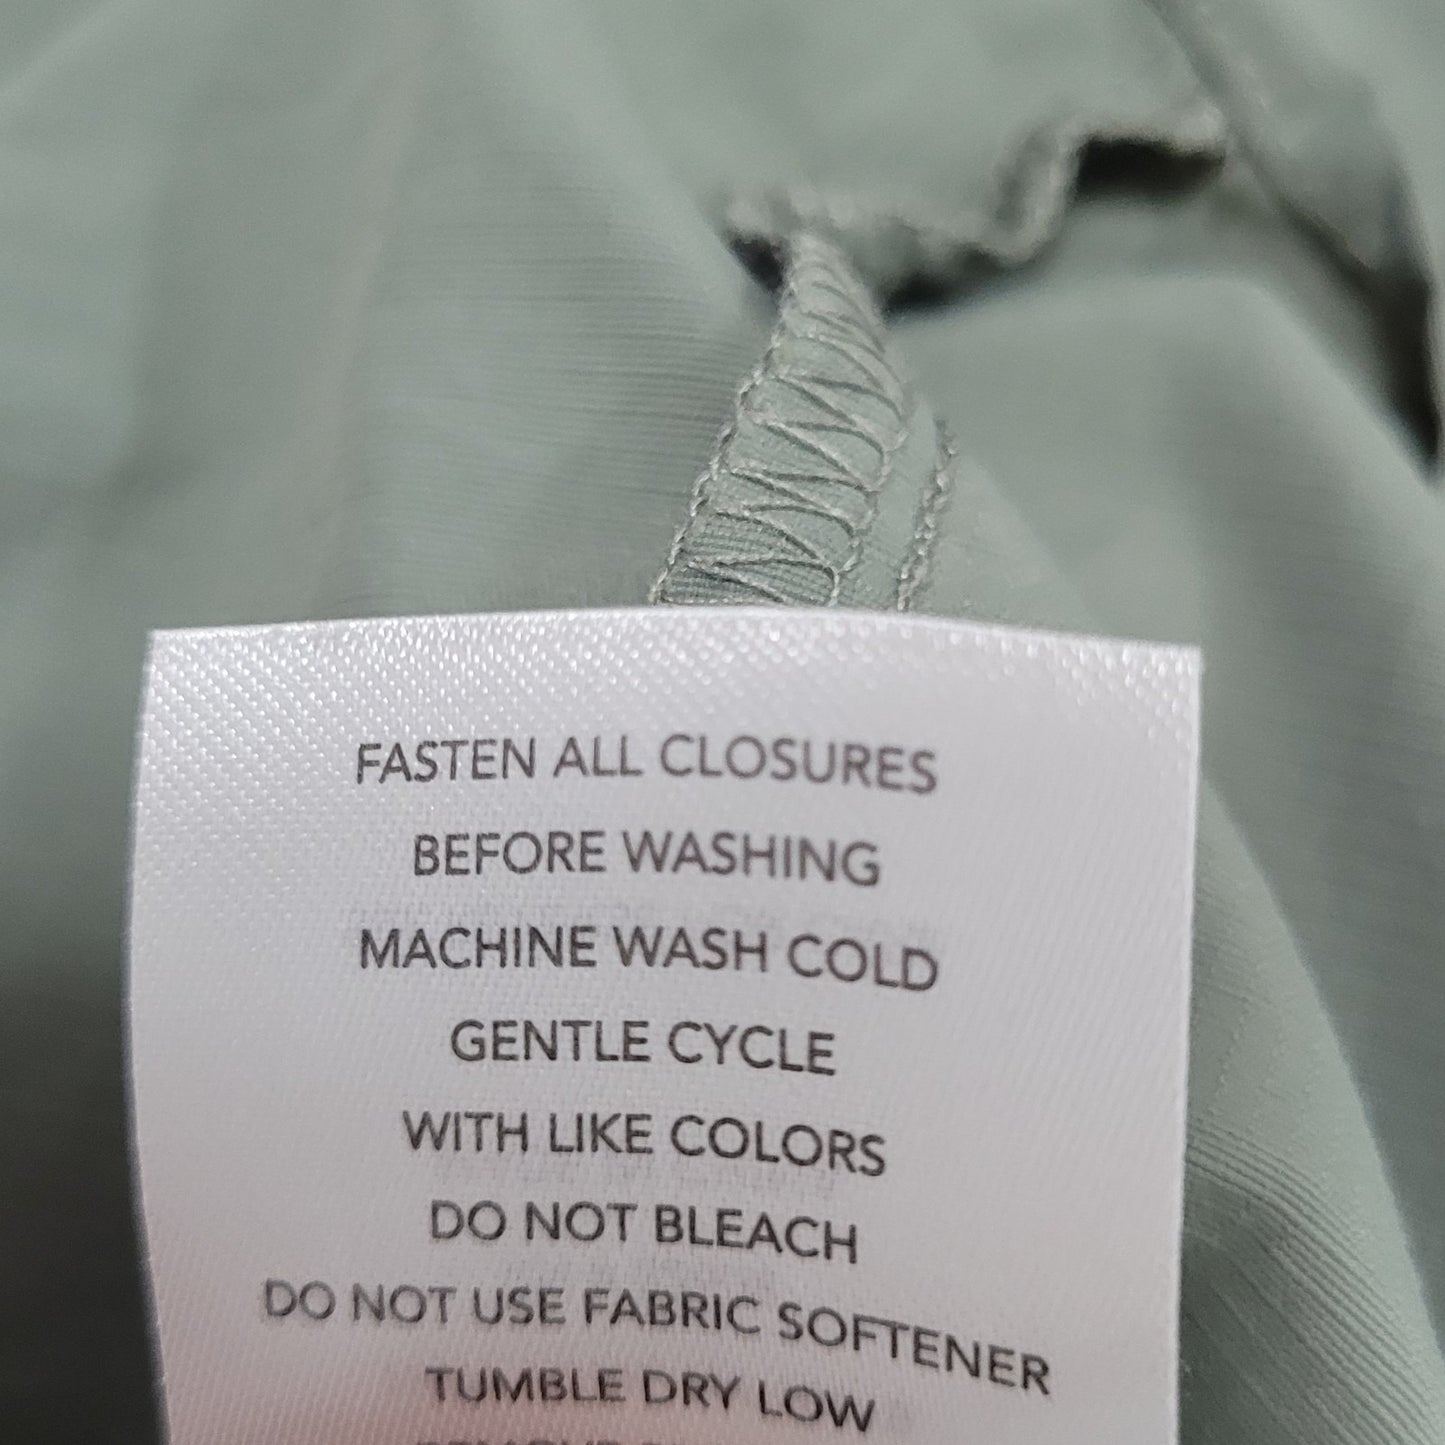 FASTEN ALL CLOSURES
BEFORE WASHING
MACHINE WASH COLD
GENTLE CYCLE
WITH LIKE COLORS
DO NOT BLEACH
DO NOT USE FABRIC SOFTENER
TUMBLE DRY LOW